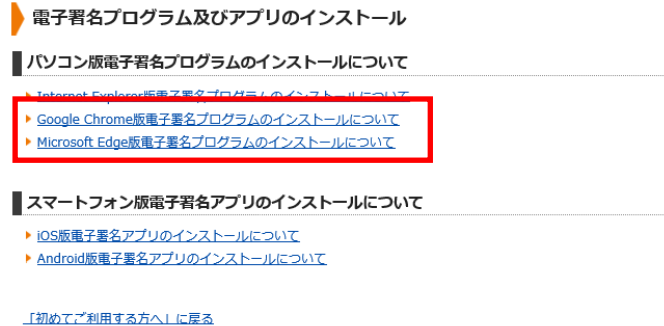 電子署名プログラム及びアプリのインストール
パソコン版電子署名プログラムのインストールについて
Internet Explorer版電子署名プログラムのインストールについて
Google Chrome版電子署名プログラムのインストールについて
Microsoft Edge版電子署名プログラムのインストールについて
スマートフォン版電子署名アプリのインストールについて
iOS版電子署名アプリのインストールについて
Android版電子署名アプリのインストールについて
「初めてご利用する方へ」に戻る